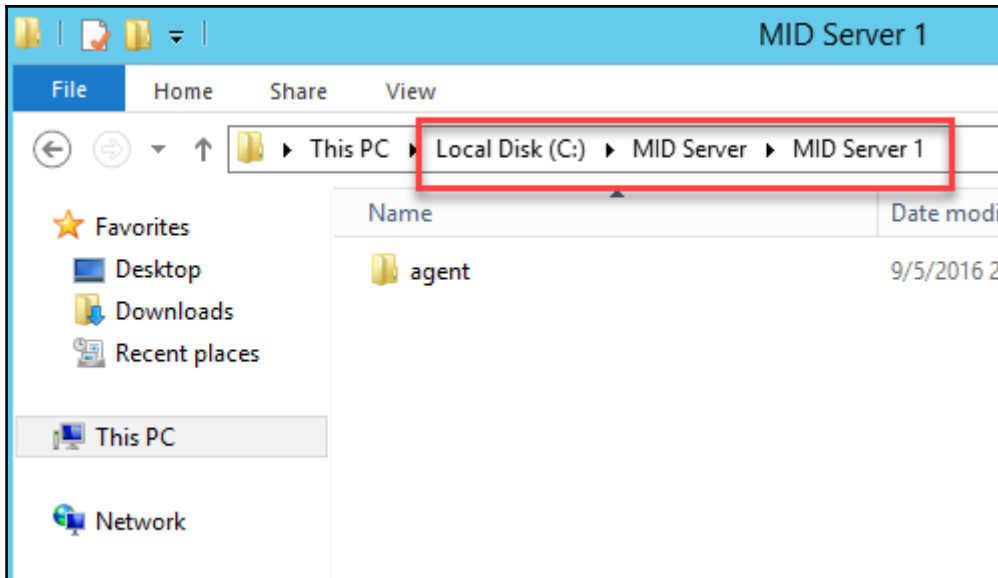 MID Server 1
File Home Share View
This PC Local Disk (C:) MID Server MID Server 1
Name Date modi
Favorites
agent 9/5/2016 2
Desktop
Downloads
Recent places
This PC
Network